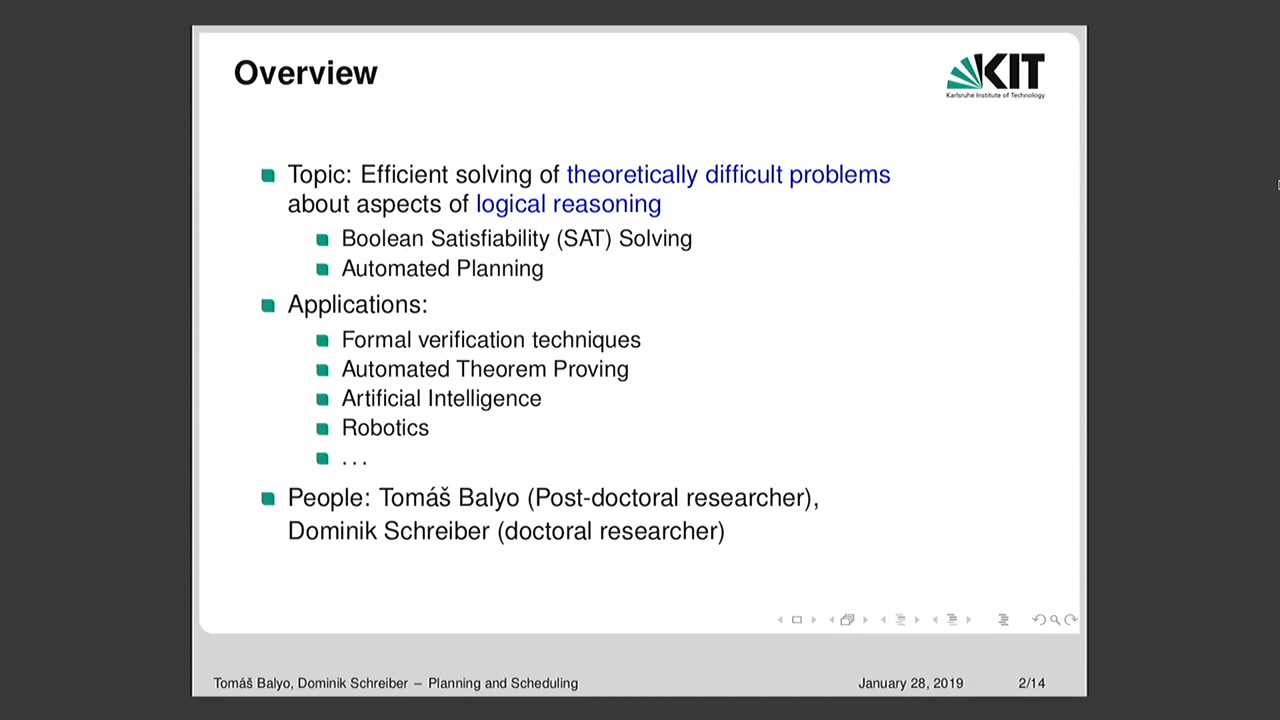 Overview
KIT
Karlsruhe Institute of Technology
Topic: Efficient solving of theoretically difficult problems
about aspects of logical reasoning
Boolean Satisfiability (SAT) Solving
Automated Planning
Applications:
Formal verification techniques
Automated Theorem Proving
Artificial Intelligence
Robotics
. . .
People: Tomáš Balyo (Post-doctoral researcher),
Dominik Schreiber (doctoral researcher)
Tomáš Balyo, Dominik Schreiber – Planning and Scheduling
January 28, 2019
2/14